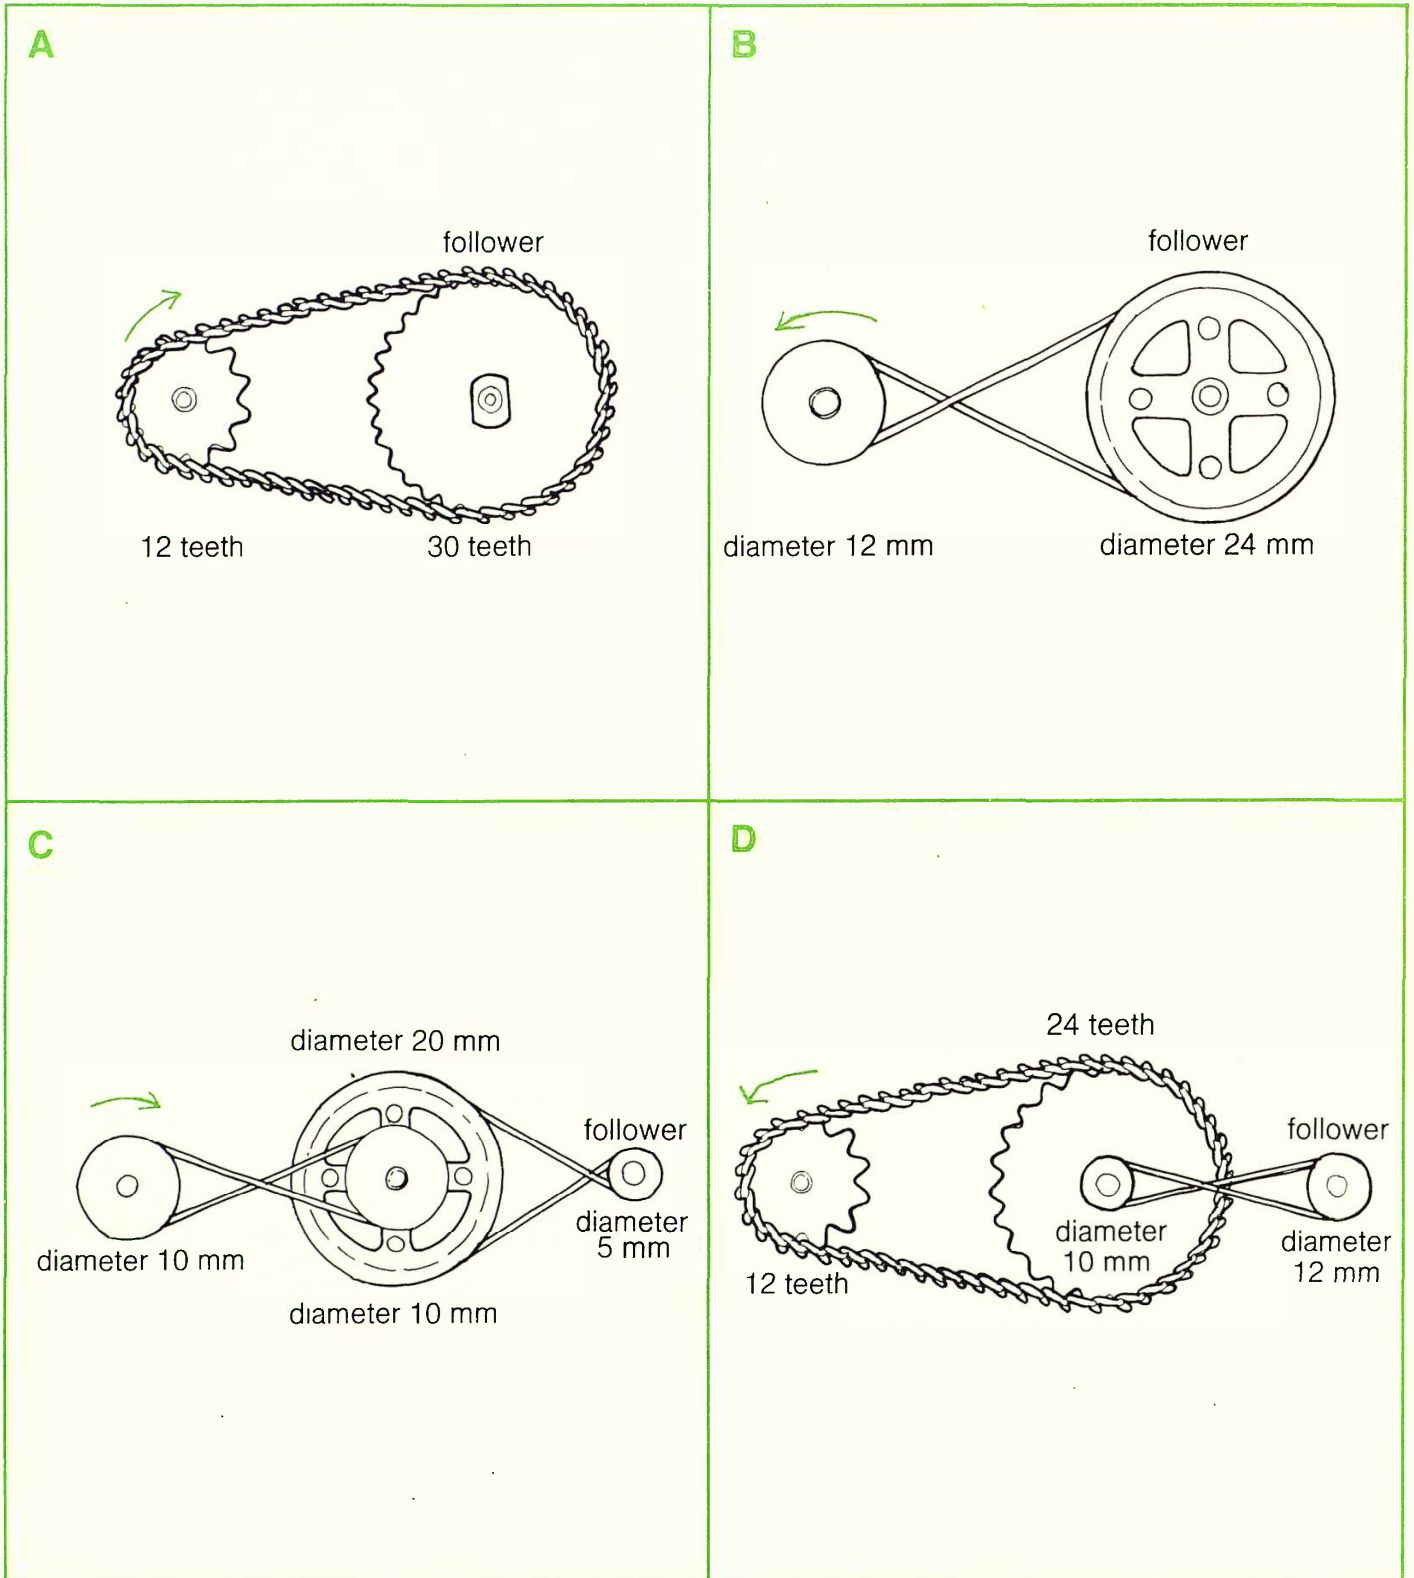 A
follower
12 teeth
30 teeth
B
follower
diameter 12 mm
diameter 24 mm
C
diameter 20 mm
follower
diameter
5 mm
diameter 10 mm
diameter 10 mm
D
24 teeth
follower
diameter
10 mm
diameter
12 mm
12 teeth